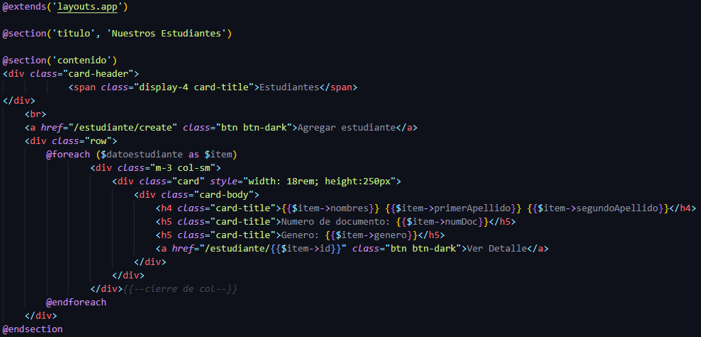 @extends('layouts.app')
@section('titulo', 'Nuestros Estudiantes')
@section('contenido')
<div class="card-header">
<span class="display-4 card-title">Estudiantes</span>
</div>
<br>
<a href="/estudiante/create" class="btn btn-dark">Agregar estudiante</a>
<div class="row">
@foreach ($datoestudiante as $item)
<div class="m-3 col-sm">
<div class="card" style="width: 18rem; height:250px">
<div class="card-body">
<h4 class="card-title">{{$item->nombres}} {{$item->primerApellido}} {{$item->segundoApellido}}</h4>
<h5 class="card-title">Numero de documento: {{$item->numDoc}}</h5>
<h5 class="card-title">Genero: {{$item->genero}}</h5>
<a href="/estudiante/{{$item->id}}" class="btn btn-dark">Ver Detalle</a>
</div>
</div>
</div>{{--cierre de col--}}
@endforeach
</div>
@endsection